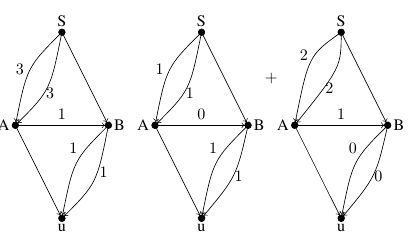 S S S
3 1 + 2
3 1 2
A 1 B A 0 B A 1 B
1 1 0
1 1 0
u u u